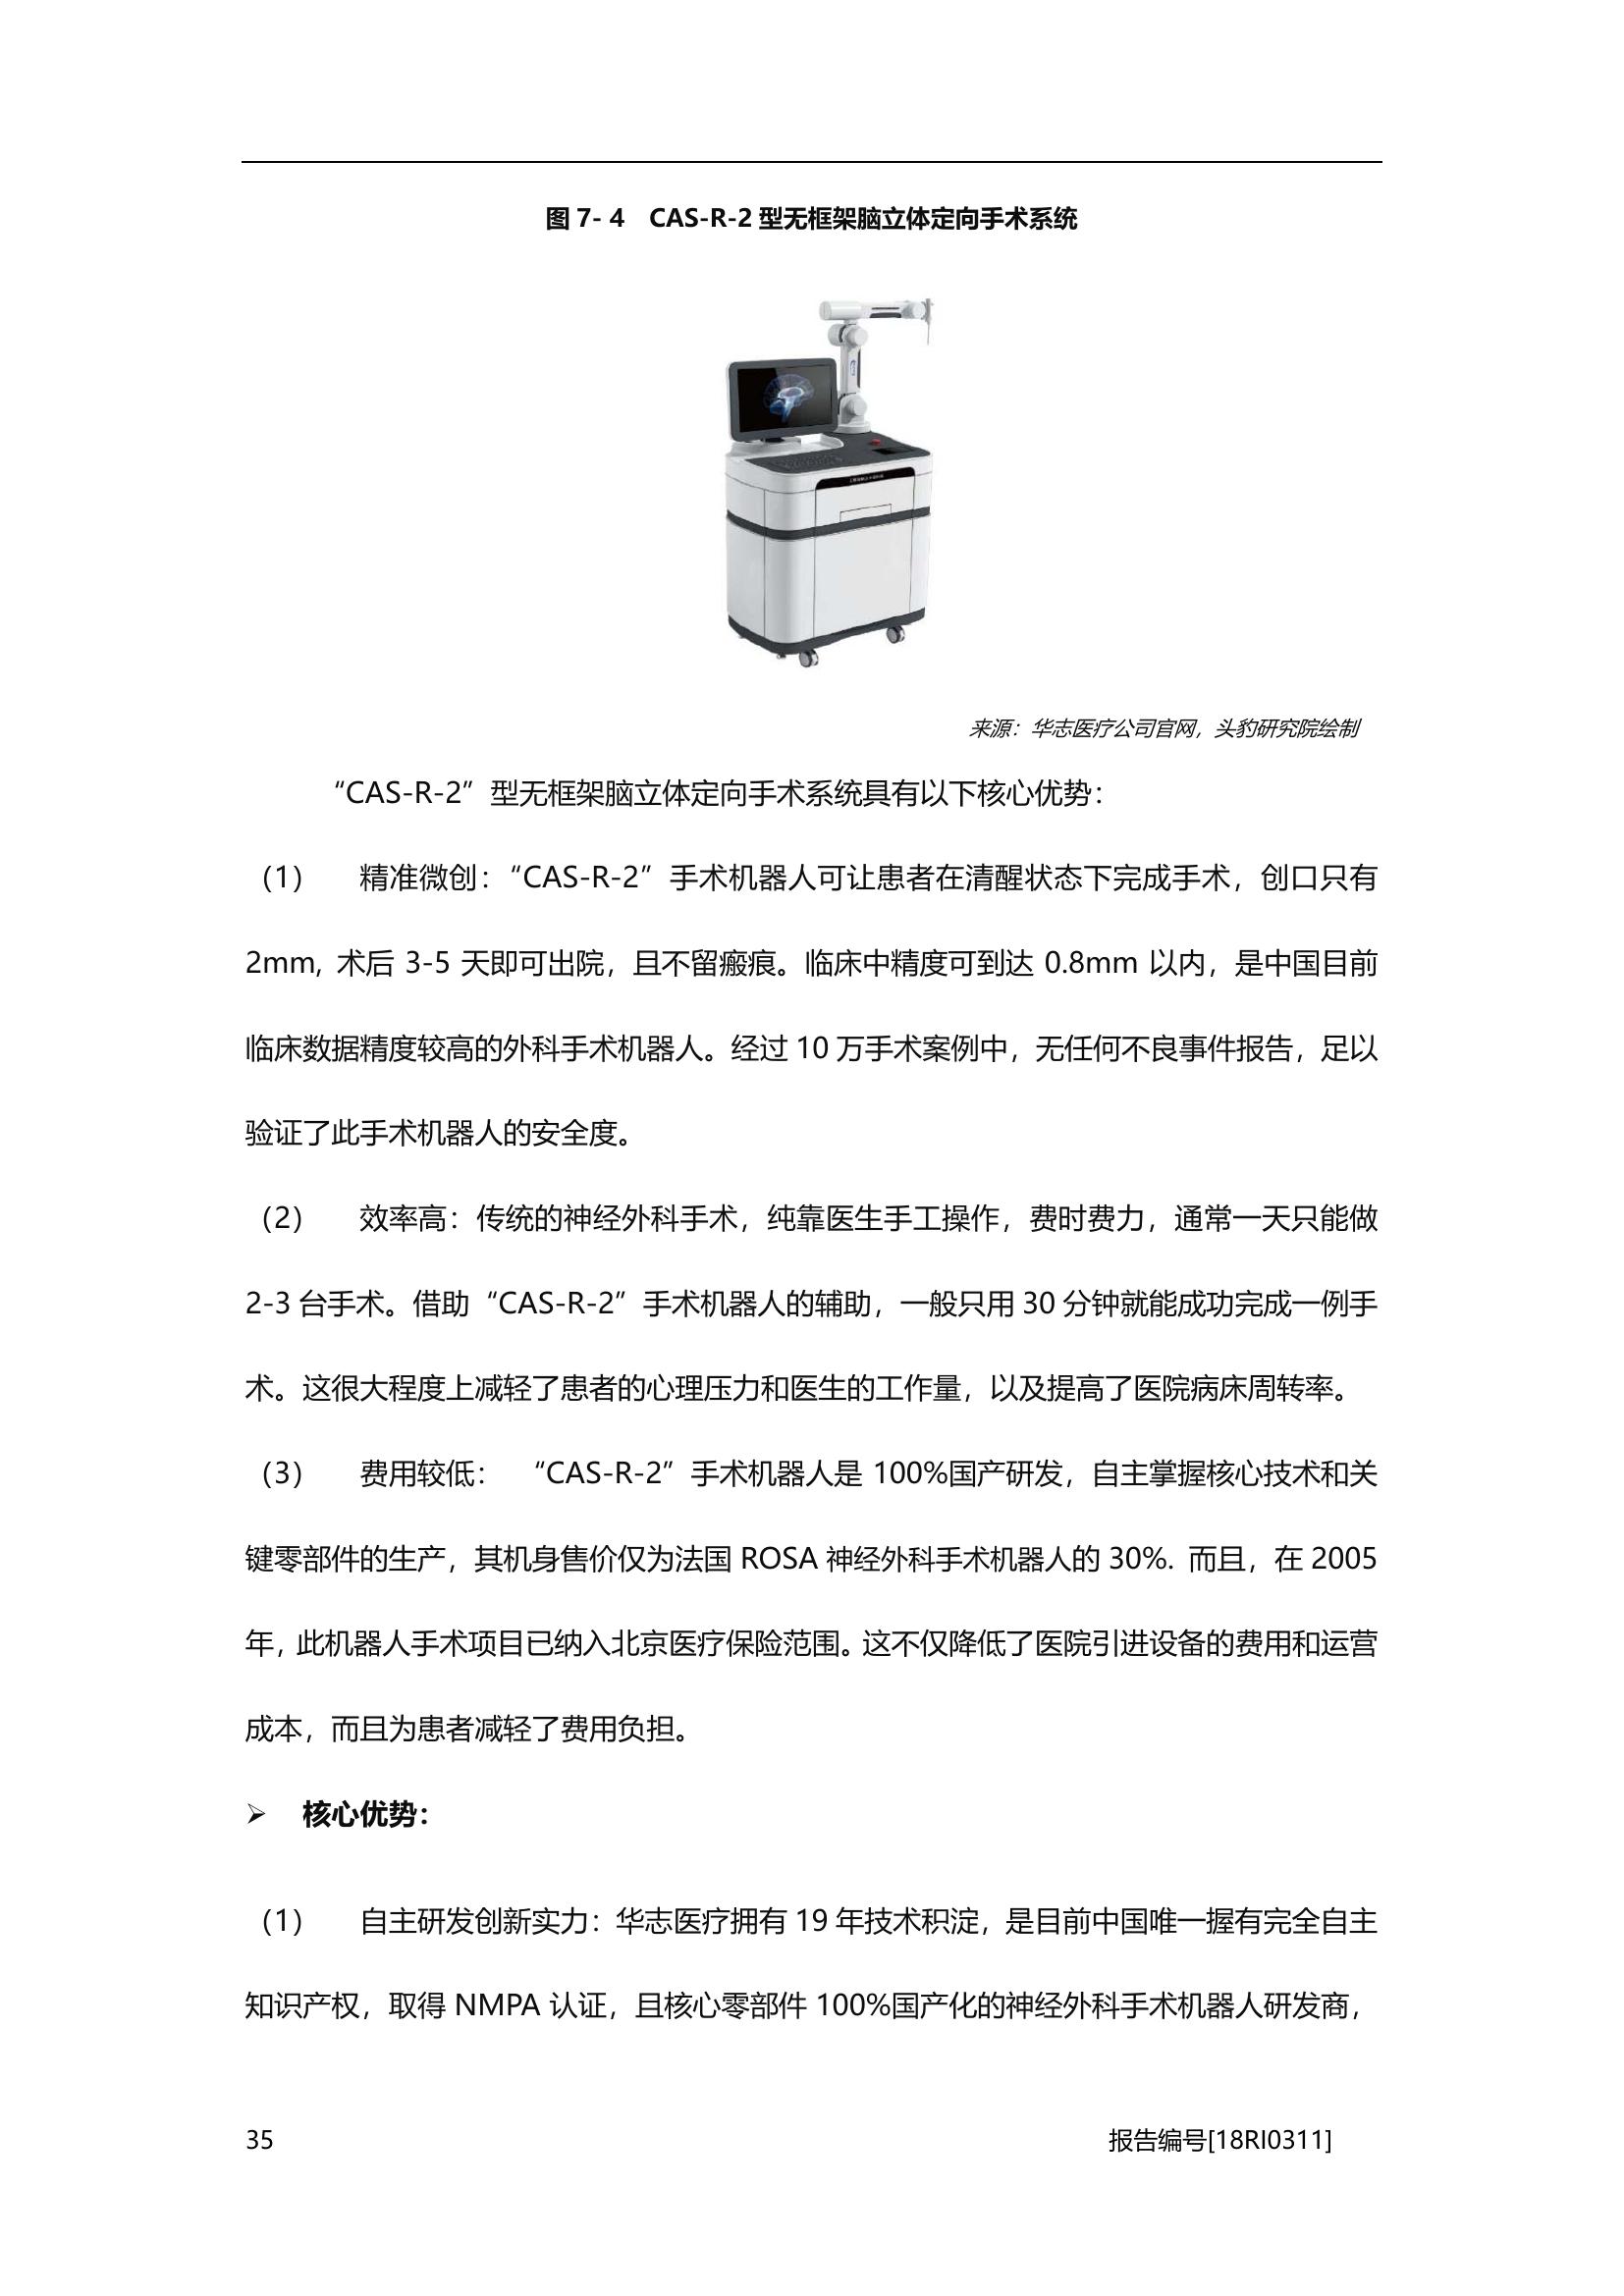 图 7- 4 CAS-R-2 型无框架脑立体定向手术系统
来源：华志医疗公司官网，头豹研究院绘制
“CAS-R-2”型无框架脑立体定向手术系统具有以下核心优势：
（1） 精准微创：“CAS-R-2”手术机器人可让患者在清醒状态下完成手术，创口只有
2mm, 术后 3-5 天即可出院，且不留瘢痕。临床中精度可到达 0.8mm 以内，是中国目前
临床数据精度较高的外科手术机器人。经过 10 万手术案例中，无任何不良事件报告，足以
验证了此手术机器人的安全度。
（2） 效率高：传统的神经外科手术，纯靠医生手工操作，费时费力，通常一天只能做
2-3 台手术。借助“CAS-R-2”手术机器人的辅助，一般只用 30 分钟就能成功完成一例手
术。这很大程度上减轻了患者的心理压力和医生的工作量，以及提高了医院病床周转率。
（3） 费用较低： “CAS-R-2”手术机器人是 100%国产研发，自主掌握核心技术和关
键零部件的生产，其机身售价仅为法国 ROSA 神经外科手术机器人的 30%. 而且，在 2005
年，此机器人手术项目已纳入北京医疗保险范围。这不仅降低了医院引进设备的费用和运营
成本，而且为患者减轻了费用负担。
➢ 核心优势：
（1） 自主研发创新实力：华志医疗拥有 19 年技术积淀，是目前中国唯一握有完全自主
知识产权，取得 NMPA 认证，且核心零部件 100%国产化的神经外科手术机器人研发商，
35 报告编号[18RI0311]